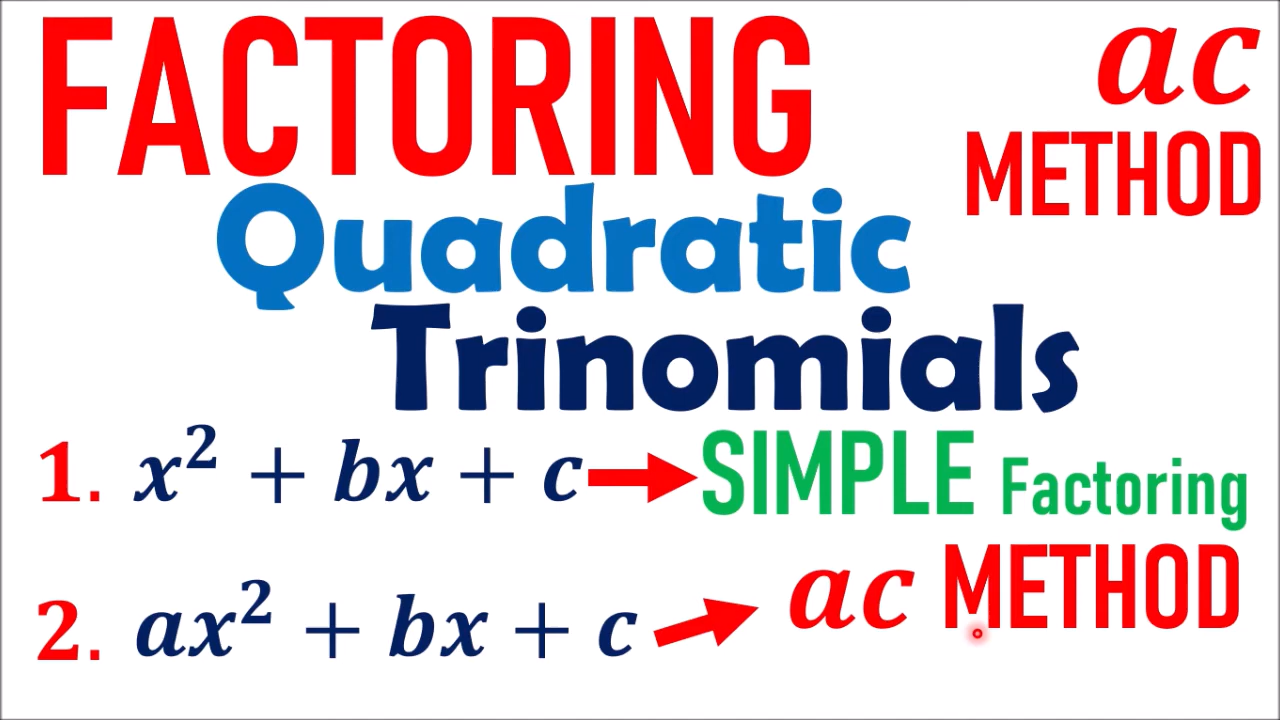 FACTORING
ac
METHOD
Quadratic
Trinomials
1. x² + bx + c → SIMPLE Factoring
2. ax² + bx + c → ac METHOD